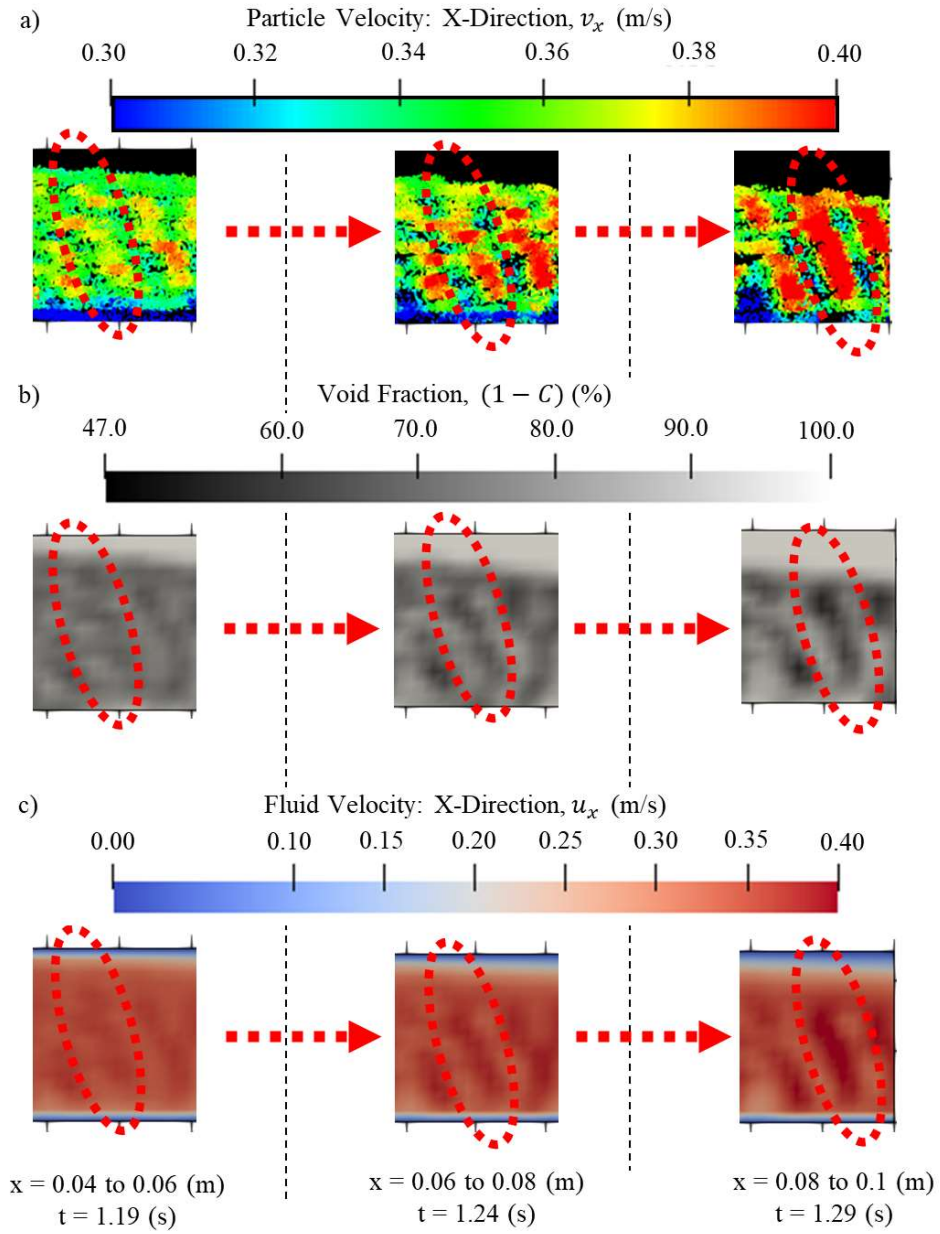 a)
Particle Velocity: X-Direction, 𝑣ₓ (m/s)
0.30 0.32 0.34 0.36 0.38 0.40
b)
Void Fraction, (1 − 𝐶) (%)
47.0 60.0 70.0 80.0 90.0 100.0
c)
Fluid Velocity: X-Direction, 𝑢ₓ (m/s)
0.00 0.10 0.15 0.20 0.25 0.30 0.35 0.40
x = 0.04 to 0.06 (m)
t = 1.19 (s)
x = 0.06 to 0.08 (m)
t = 1.24 (s)
x = 0.08 to 0.1 (m)
t = 1.29 (s)